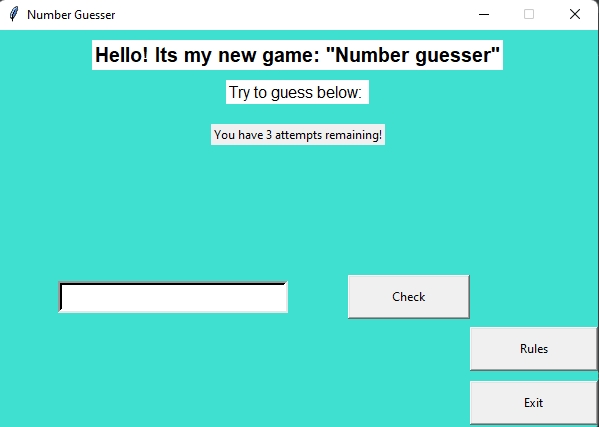 Number Guesser
Hello! Its my new game: "Number guesser"
Try to guess below:
You have 3 attempts remaining!
Check
Rules
Exit